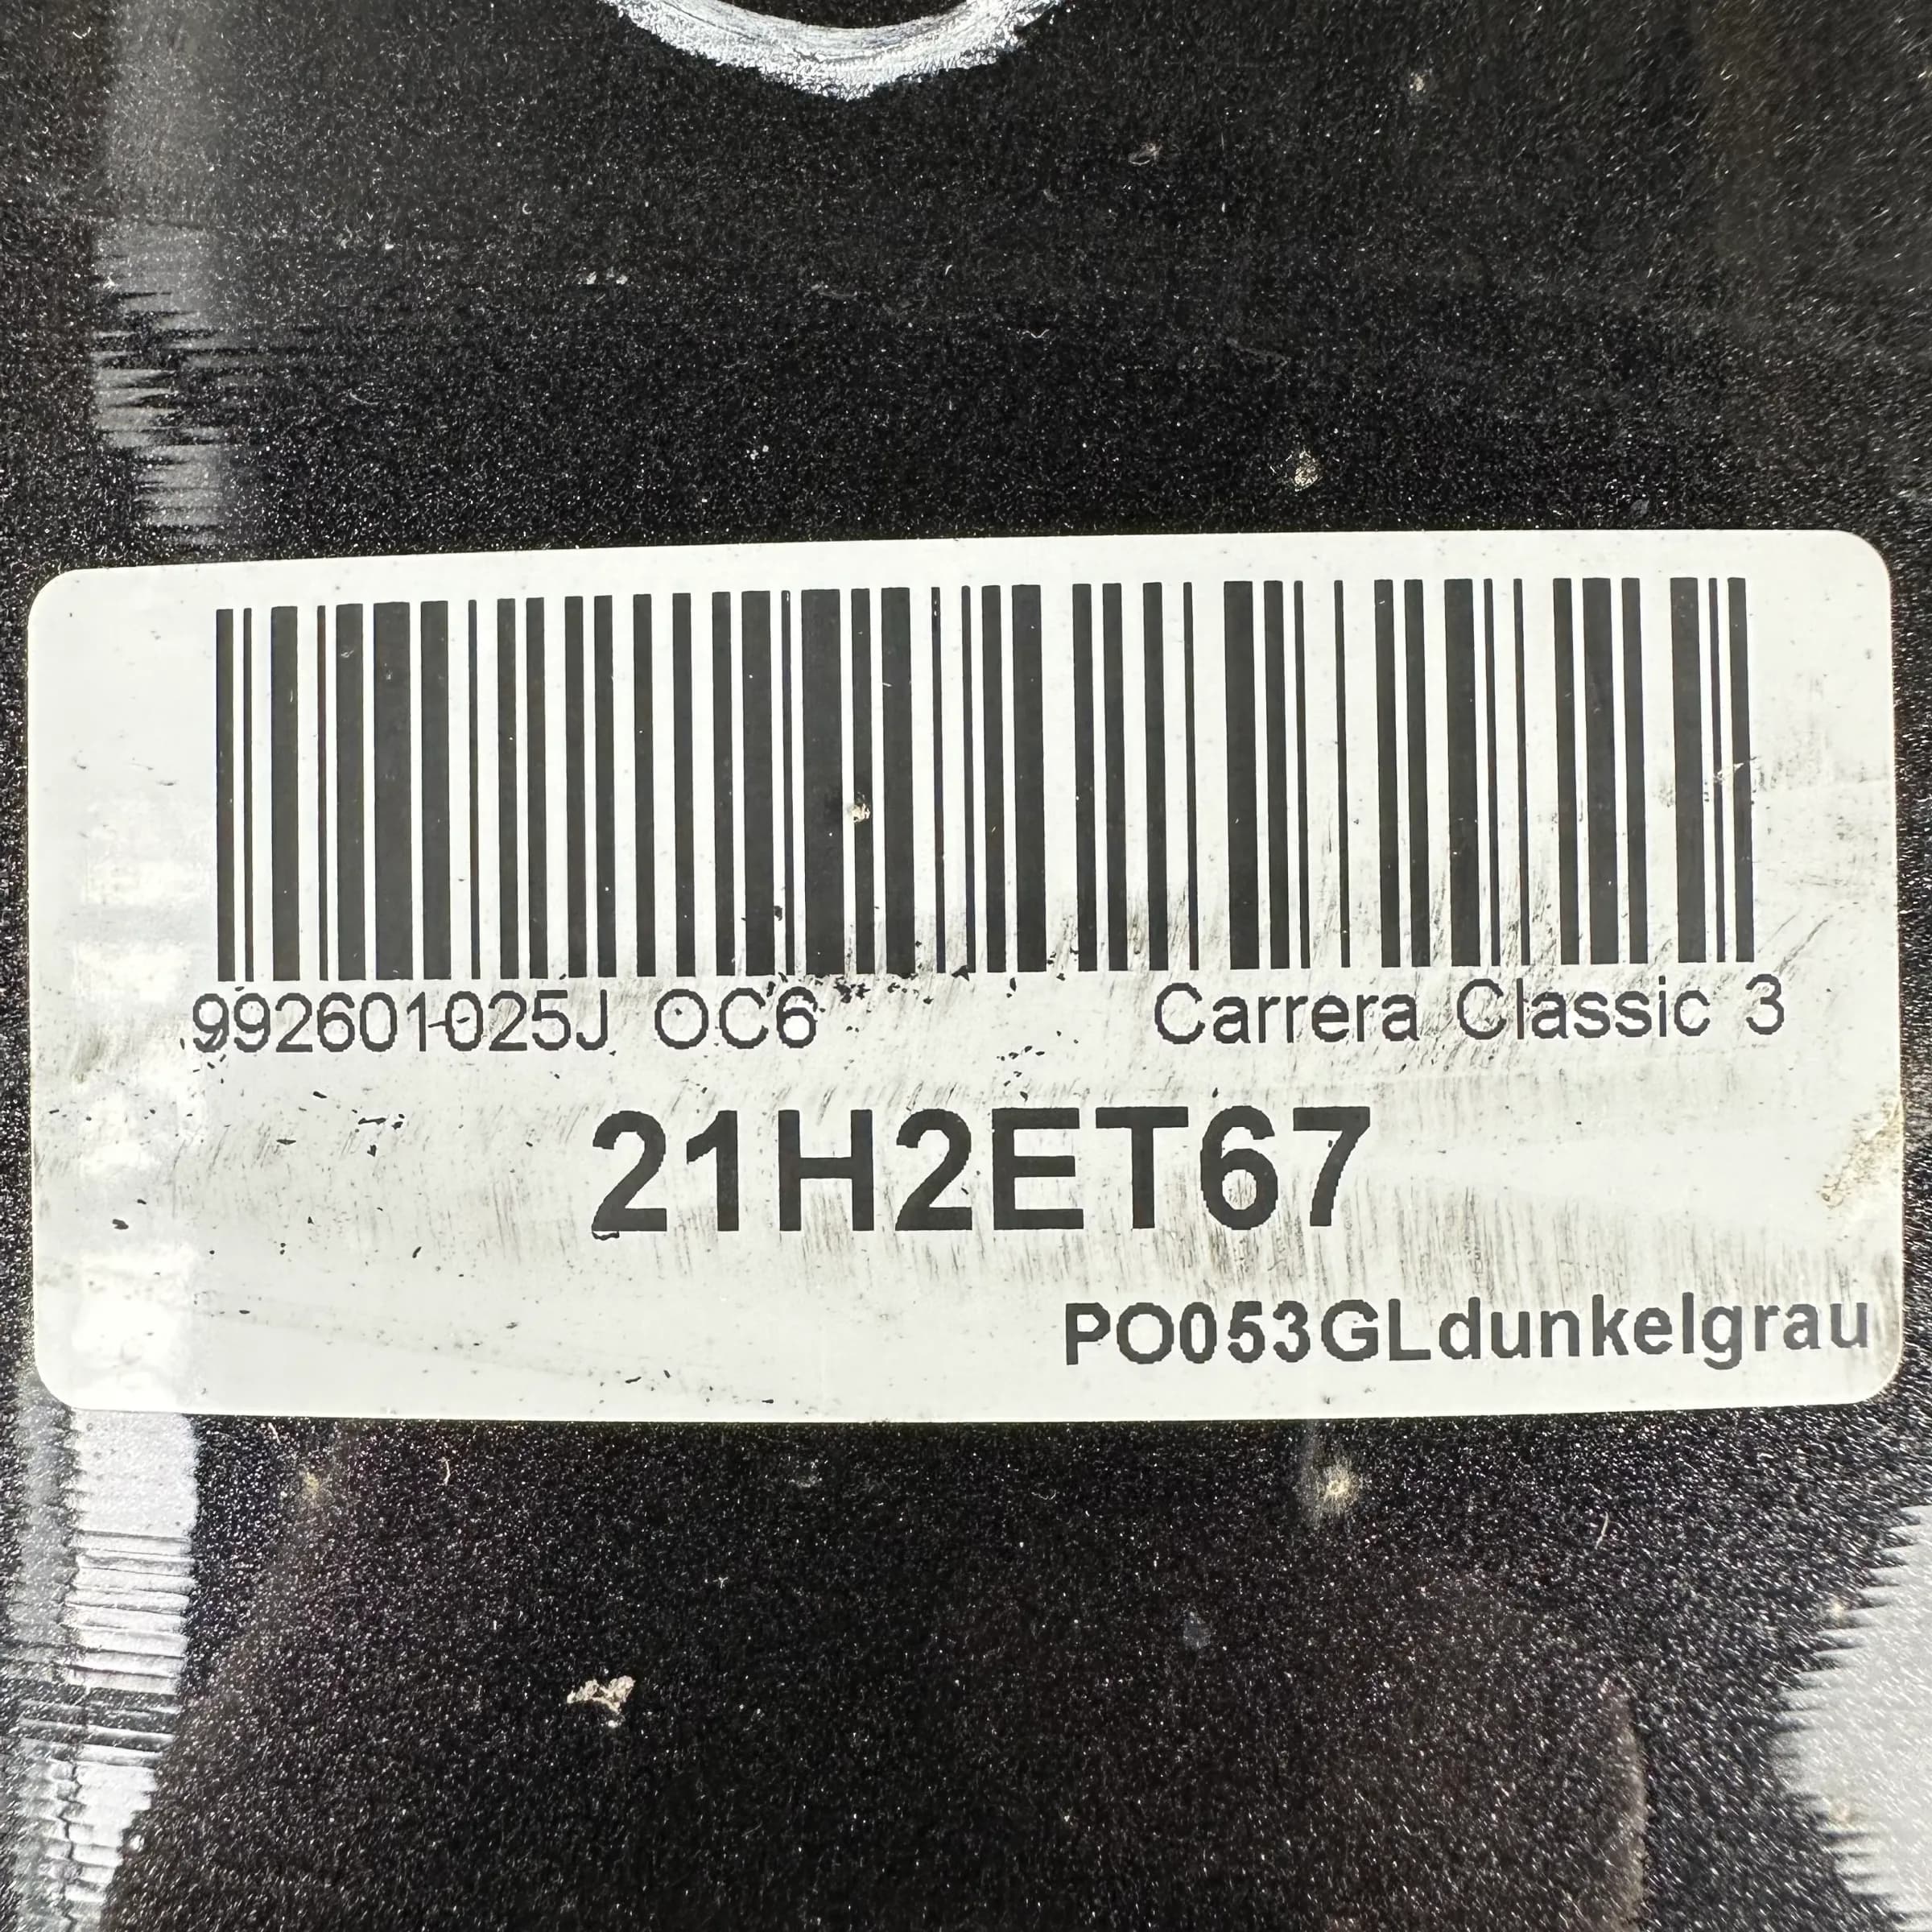 992601025J OC6 Carrera Classic 3
21H2ET67
PO053GLdunkelgrau